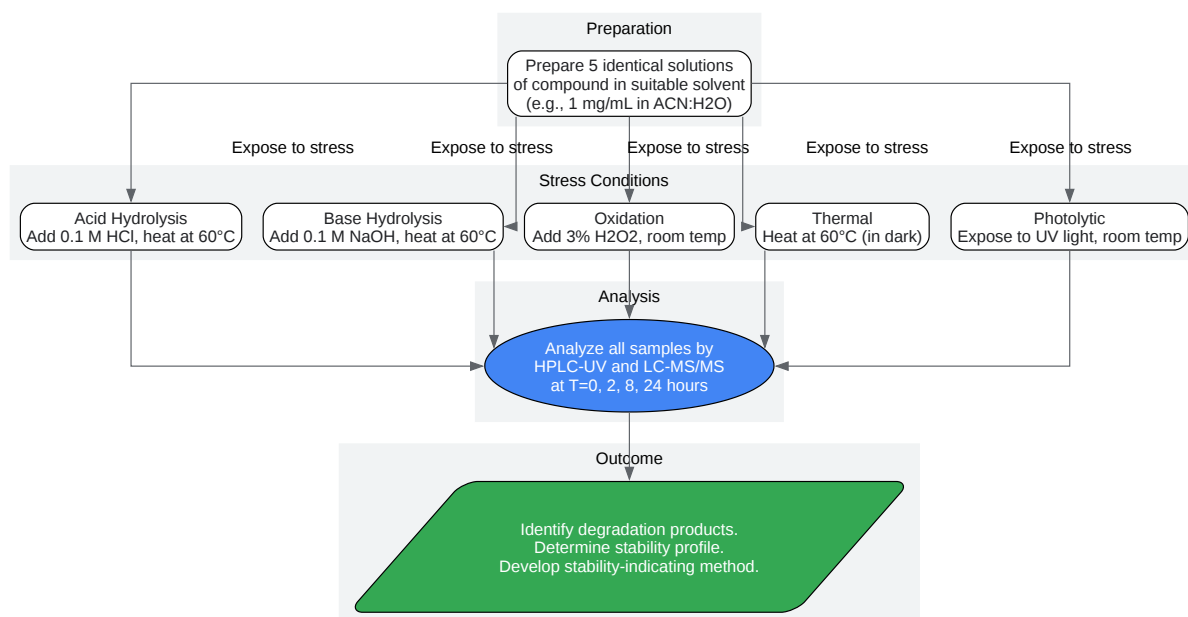 Preparation
Prepare 5 identical solutions
of compound in suitable solvent
(e.g., 1 mg/mL in ACN:H2O)
Expose to stress
Expose to stress
Expose to stress
Expose to stress
Expose to stress
Stress Conditions
Acid Hydrolysis
Add 0.1 M HCl, heat at 60°C
Base Hydrolysis
Add 0.1 M NaOH, heat at 60°C
Oxidation
Add 3% H2O2, room temp
Thermal
Heat at 60°C (in dark)
Photolytic
Expose to UV light, room temp
Analysis
Analyze all samples by
HPLC-UV and LC-MS/MS
at T=0, 2, 8, 24 hours
Outcome
Identify degradation products.
Determine stability profile.
Develop stability-indicating method.